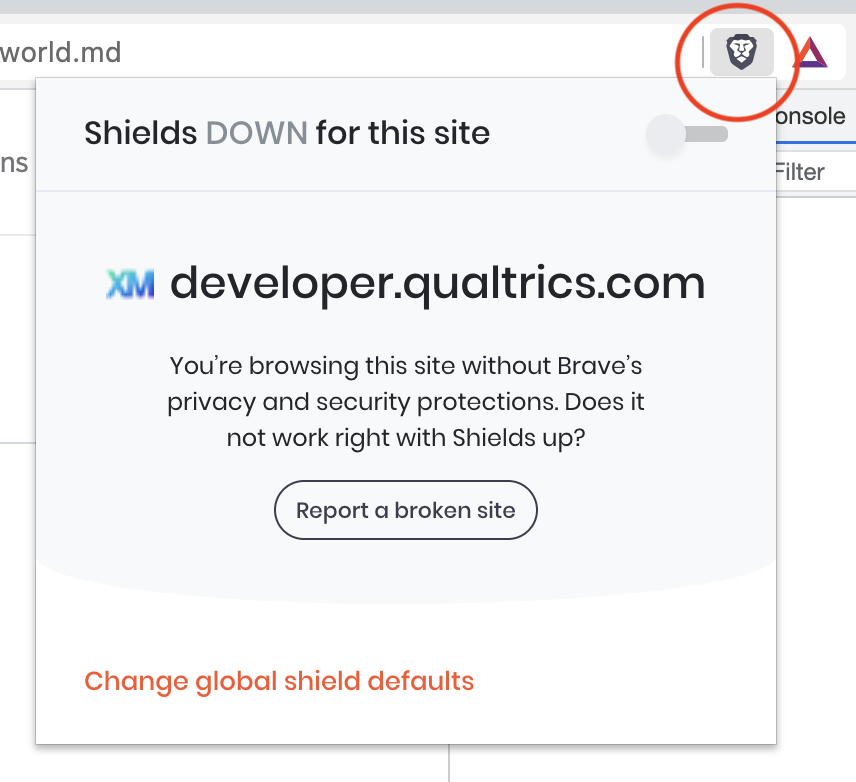 world.md
onsole
ns
Filter
Shields DOWN for this site
XM developer.qualtrics.com
You’re browsing this site without Brave’s
privacy and security protections. Does it
not work right with Shields up?
Report a broken site
Change global shield defaults